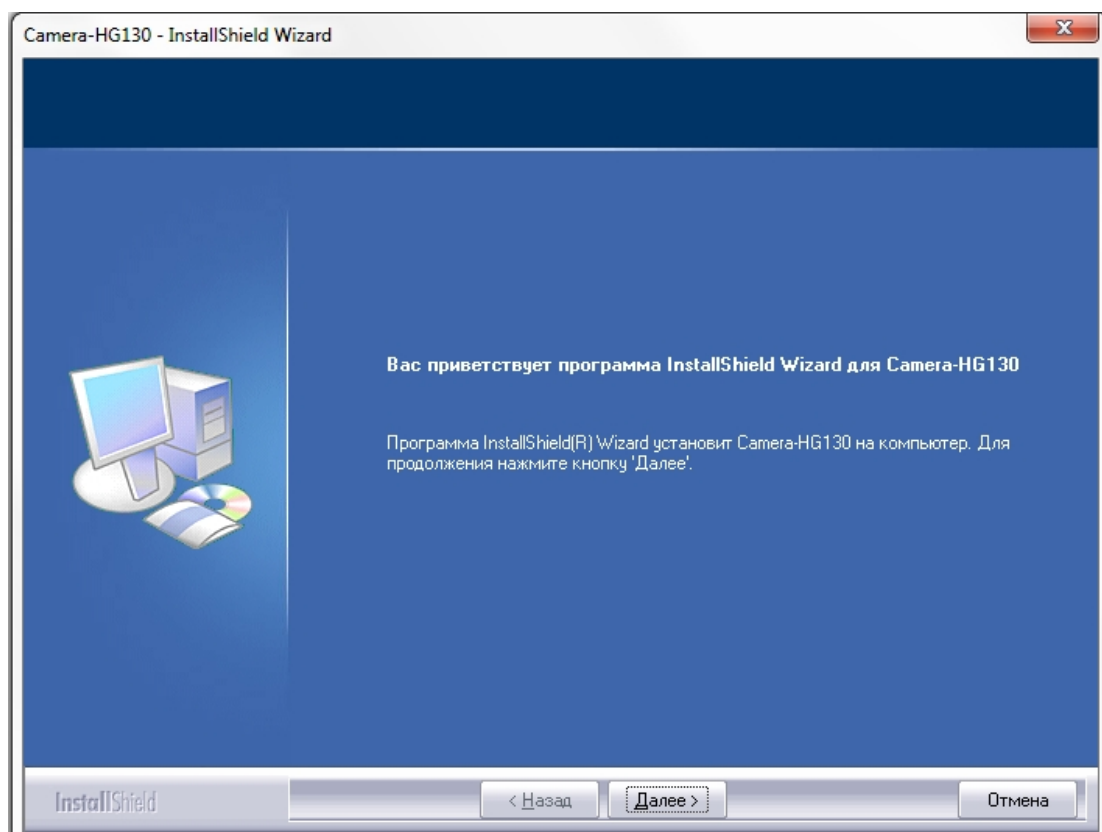 Camera-HG130 - InstallShield Wizard
Вас приветствует программа InstallShield Wizard для Camera-HG130
Программа InstallShield(R) Wizard установит Camera-HG130 на компьютер. Для
продолжения нажмите кнопку 'Далее'.
InstallShield
< Назад
Далее >
Отмена